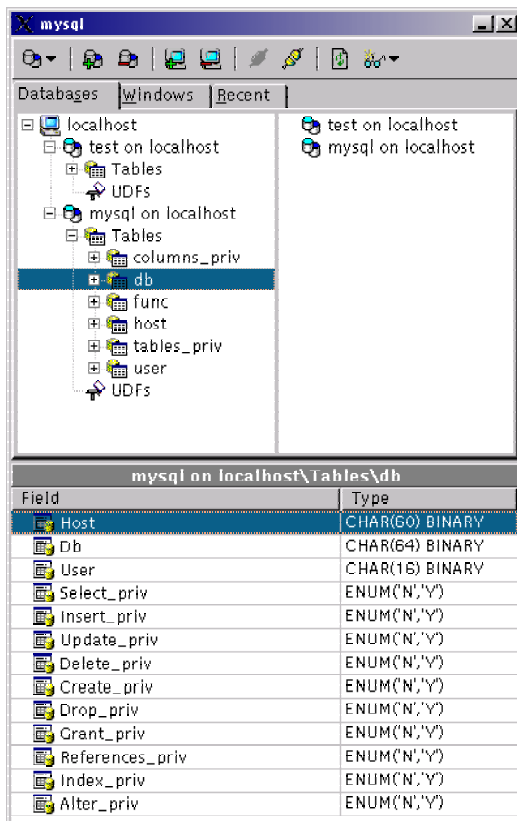 mysql
Databases Windows Recent
localhost
test on localhost
Tables
UDFs
mysql on localhost
Tables
columns_priv
db
func
host
tables_priv
user
UDFs
test on localhost
mysql on localhost
mysql on localhost\Tables\db
Field Type
Host CHAR(60) BINARY
Db CHAR(64) BINARY
User CHAR(16) BINARY
Select_priv ENUM('N','Y')
Insert_priv ENUM('N','Y')
Update_priv ENUM('N','Y')
Delete_priv ENUM('N','Y')
Create_priv ENUM('N','Y')
Drop_priv ENUM('N','Y')
Grant_priv ENUM('N','Y')
References_priv ENUM('N','Y')
Index_priv ENUM('N','Y')
Alter_priv ENUM('N','Y')